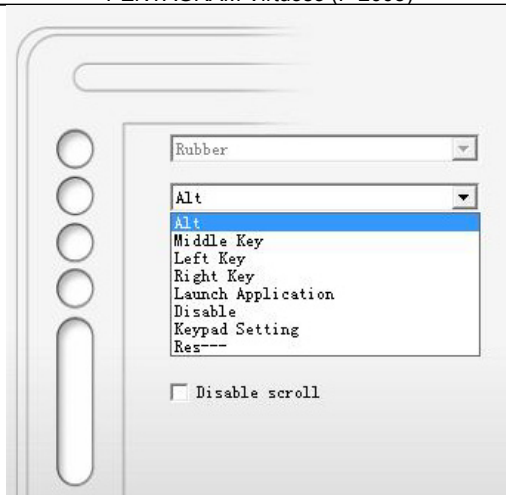 Rubber
Alt
Alt
Middle Key
Left Key
Right Key
Launch Application
Disable
Keypad Setting
Res---
Disable scroll